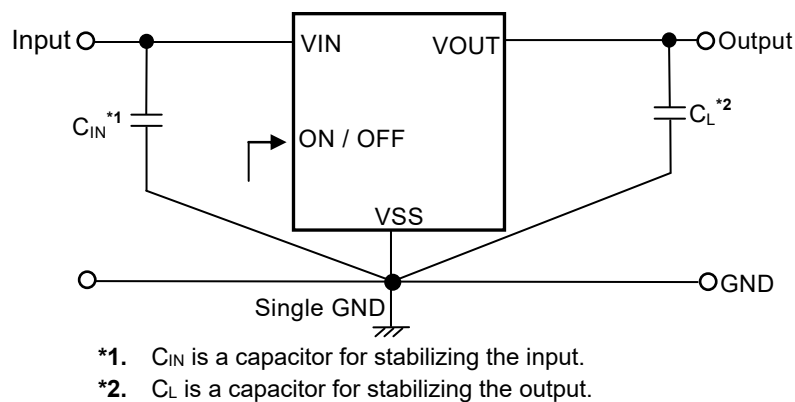 Input
VIN
VOUT
Output
CIN*1
CL*2
ON / OFF
VSS
GND
Single GND
*1. CIN is a capacitor for stabilizing the input.
*2. CL is a capacitor for stabilizing the output.